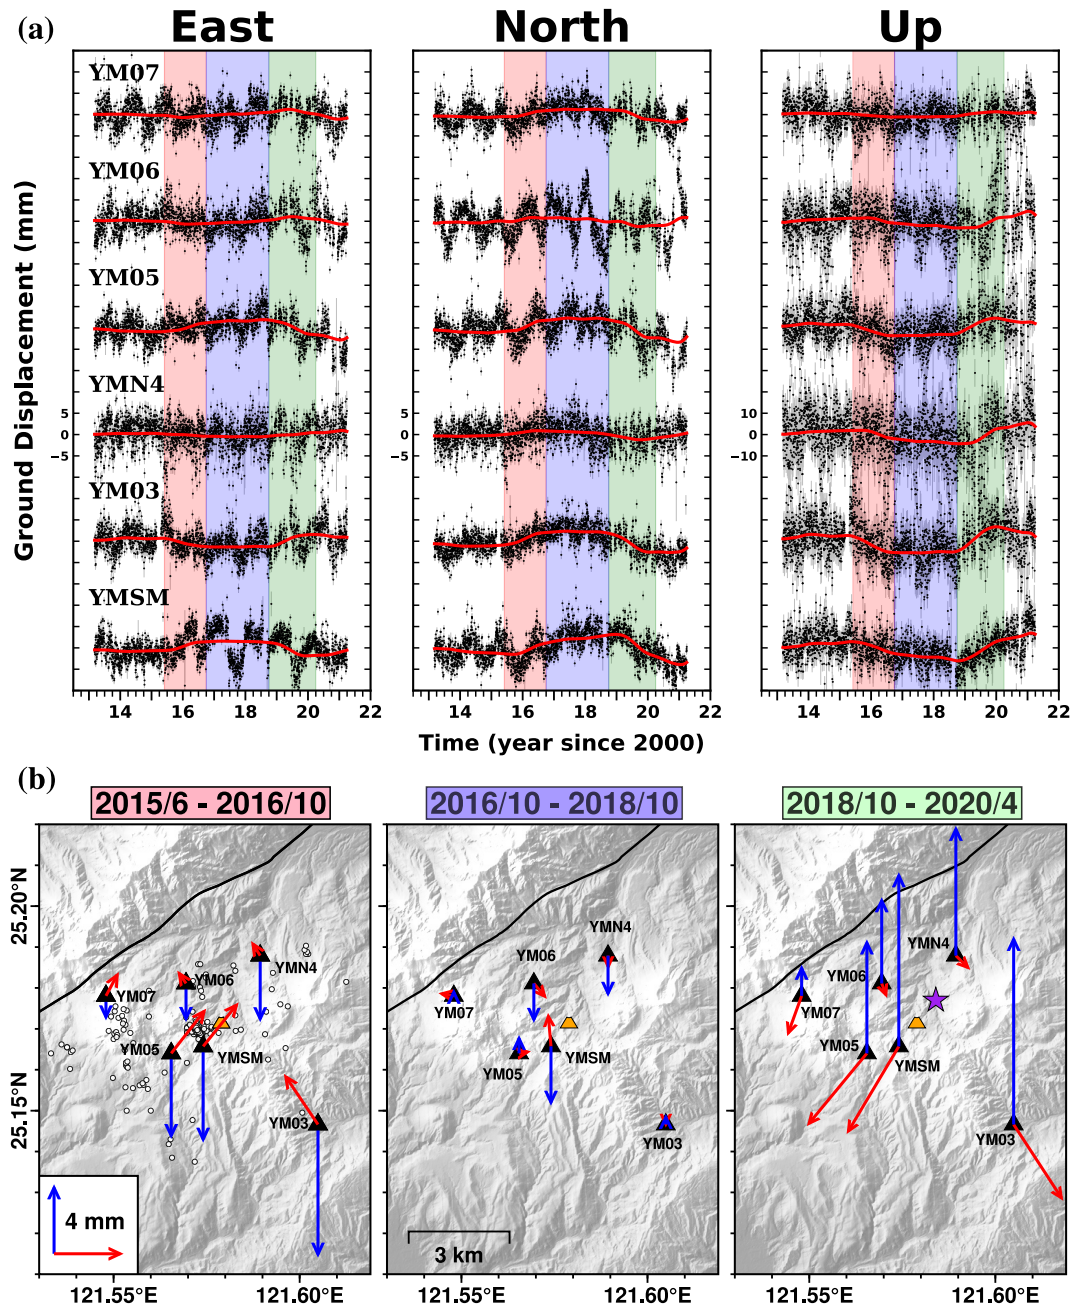 (a)
East
North
Up
Ground Displacement (mm)
YM07
YM06
YM05
YMN4
YM03
YMSM
5
0
−5
5
0
−5
10
0
−10
14 16 18 20 22
14 16 18 20 22
14 16 18 20 22
Time (year since 2000)
(b)
2015/6 - 2016/10
2016/10 - 2018/10
2018/10 - 2020/4
25.20°N
25.15°N
YMN4
YM06
YM07
YM05
YMSM
YM03
4 mm
121.55°E
121.60°E
YMN4
YM06
YM07
YMSM
YM05
YM03
3 km
121.55°E
121.60°E
YMN4
YM06
YM07
YM05
YMSM
YM03
121.55°E
121.60°E